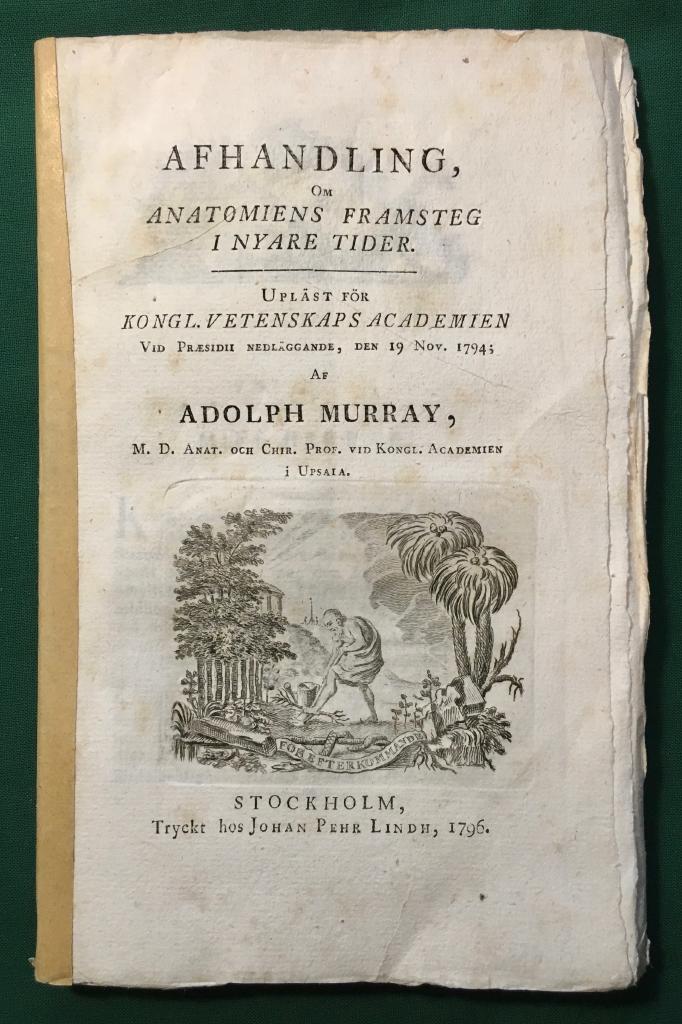 AFHANDLING,
OM
ANATOMIENS FRAMSTEG
I NYARE TIDER.
UPLÄST FÖR
KONGL. VETENSKAPS ACADEMIEN
VID PRÆSIDII NEDLÄGGANDE, DEN 19 NOV. 1794;
AF
ADOLPH MURRAY,
M. D. ANAT. OCH CHIR. PROF. VID KONGL. ACADEMIEN
i UPSALA.
FÖR EFTERKOMMANDE
STOCKHOLM,
Tryckt hos JOHAN PEHR LINDH, 1796.